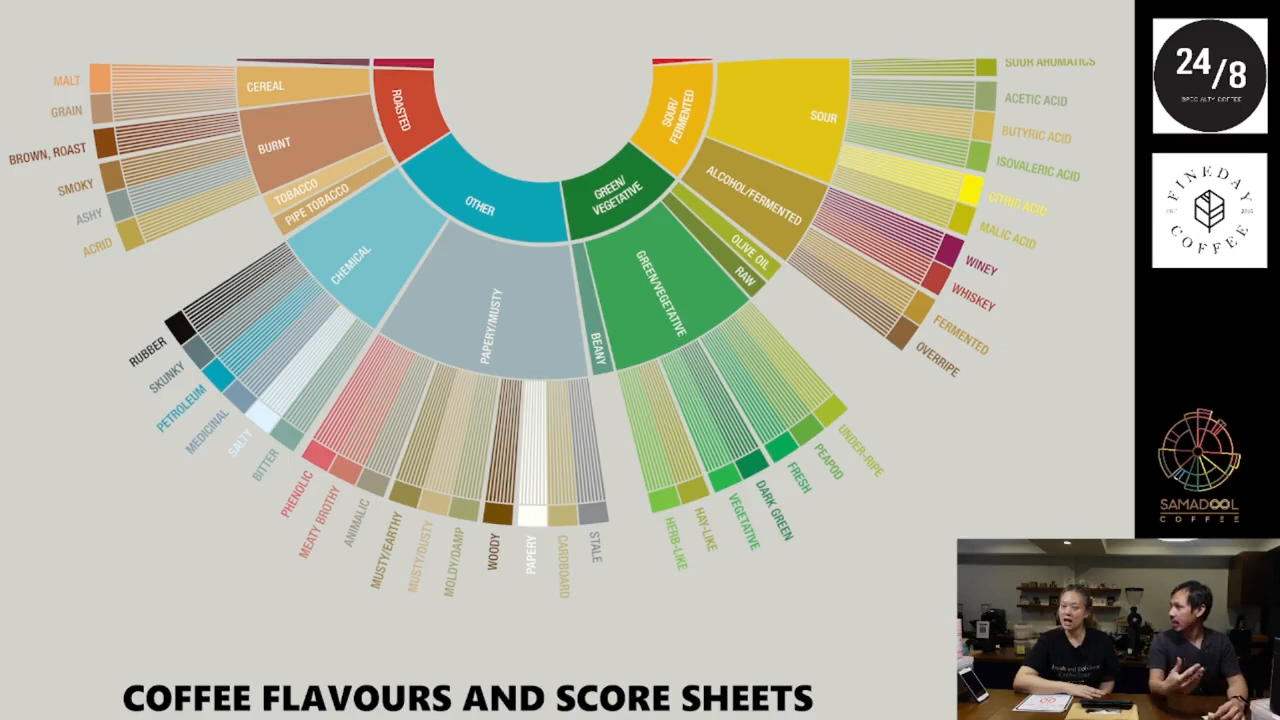 SOUR AROMATICS
MALT
CEREAL
ROASTED
SOUR/
FERMENTED
SOUR
ACETIC ACID
GRAIN
BURNT
BUTYRIC ACID
BROWN, ROAST
ISOVALERIC ACID
SMOKY
TOBACCO
PIPE TOBACCO
OTHER
GREEN/
VEGETATIVE
ALCOHOL/FERMENTED
CITRIC ACID
ASHY
MALIC ACID
ACRID
CHEMICAL
PAPERY/MUSTY
BEANY
GREEN/VEGETATIVE
OLIVE OIL
RAW
WINEY
WHISKEY
FERMENTED
OVERRIPE
RUBBER
SKUNKY
PETROLEUM
MEDICINAL
SALTY
BITTER
PHENOLIC
MEATY BROTHY
ANIMALIC
MUSTY/EARTHY
MUSTY/DUSTY
MOLDY/DAMP
WOODY
PAPERY
CARDBOARD
STALE
HERB-LIKE
HAY-LIKE
VEGETATIVE
DARK GREEN
FRESH
PEAPOD
UNDER-RIPE
COFFEE FLAVOURS AND SCORE SHEETS
24/8
SPECIALTY COFFEE
FINEDAY
COFFEE
SAMADOOL
COFFEE